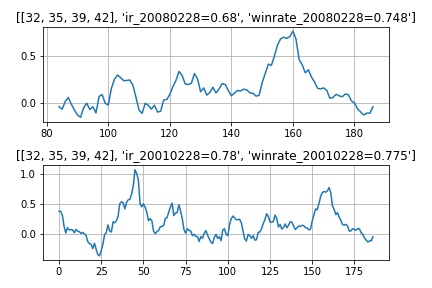 [[32, 35, 39, 42], 'ir_20080228=0.68', 'winrate_20080228=0.748']
0.5
0.0
80 100 120 140 160 180
[[32, 35, 39, 42], 'ir_20010228=0.78', 'winrate_20010228=0.775']
1.0
0.5
0.0
0 25 50 75 100 125 150 175